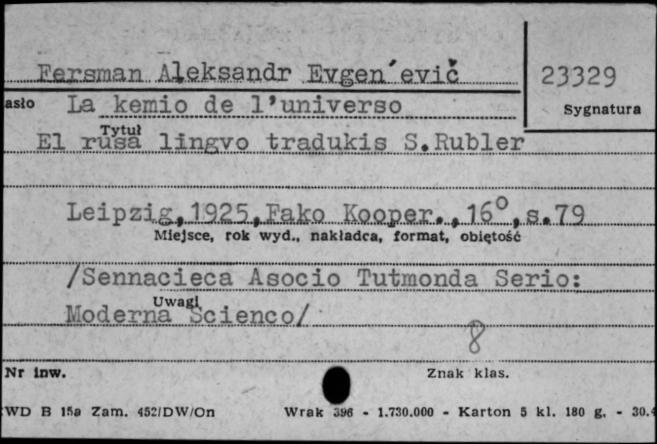 Fersman Aleksandr Evgen´evič
23329
asło La kemio de l'universo
Sygnatura
Tytuł
El rusa lingvo tradukis S.Rubler
Leipzig,1925,Fako Kooper.,16°,s.79
Miejsce, rok wyd., nakładca, format, objętość
/Sennacieca Asocio Tutmonda Serio:
Uwagi
Moderna Scienco/
8
Nr inw.
Znak klas.
WD B 15a Zam. 452/DW/On Wrak 396 - 1.730.000 - Karton 5 kl. 180 g. - 30.4